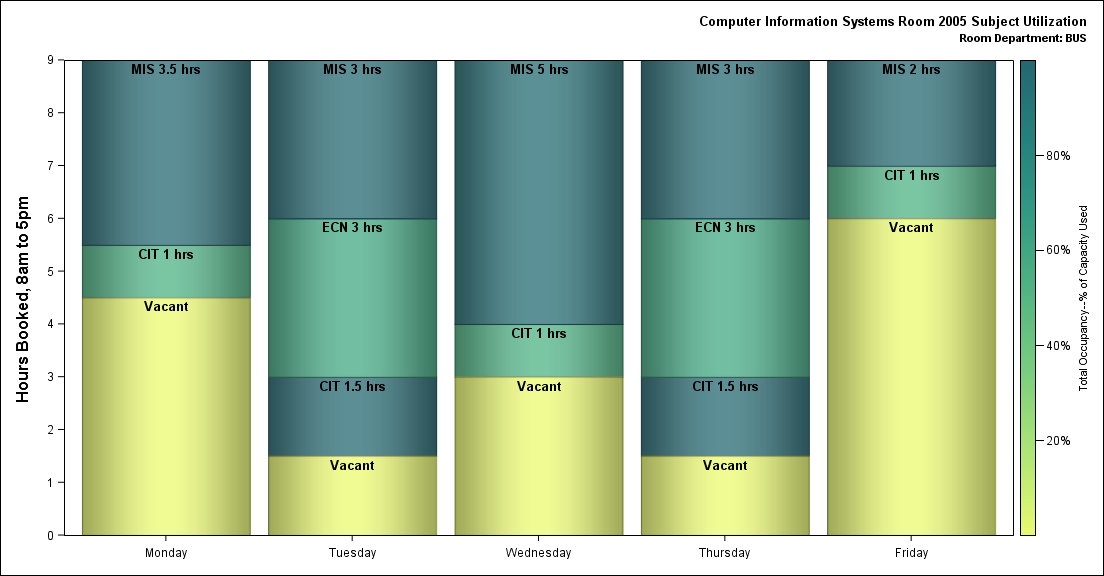 Computer Information Systems Room 2005 Subject Utilization
Room Department: BUS
Hours Booked, 8am to 5pm
9
8
7
6
5
4
3
2
1
0
MIS 3.5 hrs
CIT 1 hrs
Vacant
MIS 3 hrs
ECN 3 hrs
CIT 1.5 hrs
Vacant
MIS 5 hrs
CIT 1 hrs
Vacant
MIS 3 hrs
ECN 3 hrs
CIT 1.5 hrs
Vacant
MIS 2 hrs
CIT 1 hrs
Vacant
Monday
Tuesday
Wednesday
Thursday
Friday
80%
60%
40%
20%
Total Occupancy--% of Capacity Used